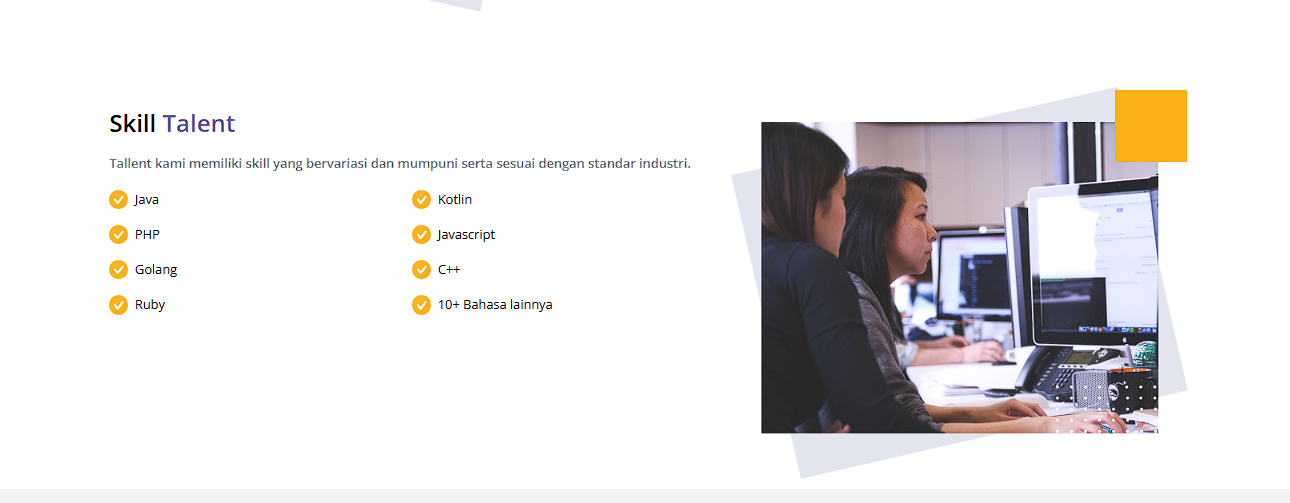 Skill Talent
Tallent kami memiliki skill yang bervariasi dan mumpuni serta sesuai dengan standar industri.
Java
Kotlin
PHP
Javascript
Golang
C++
Ruby
10+ Bahasa lainnya